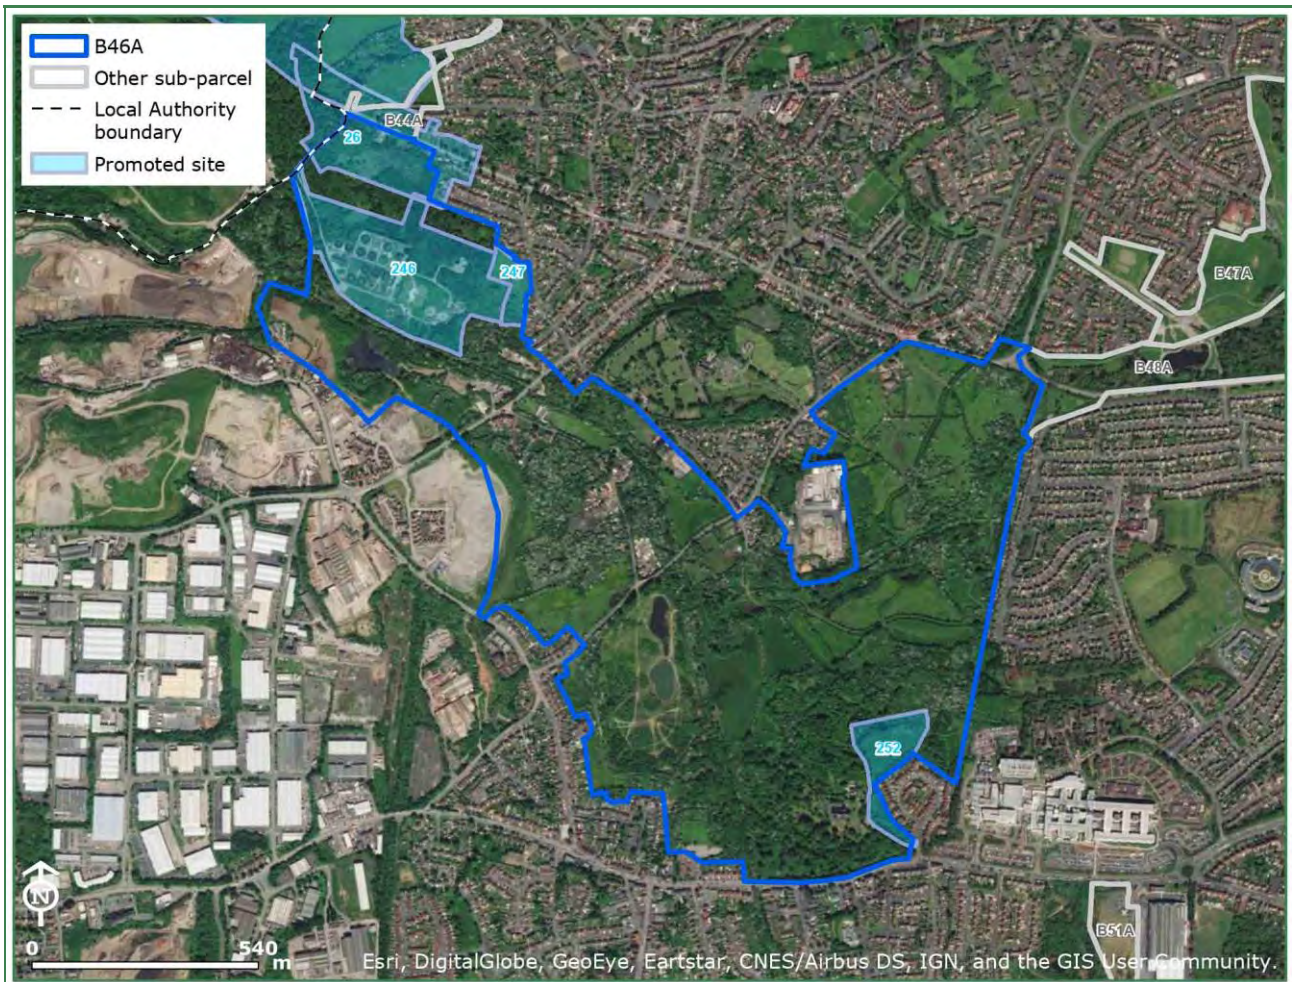 B46A
Other sub-parcel
Local Authority
boundary
Promoted site
B44A
26
246
247
B47A
B48A
252
B51A
N
0 540
m
Esri, DigitalGlobe, GeoEye, Eartstar, CNES/Airbus DS, IGN, and the GIS User Community.